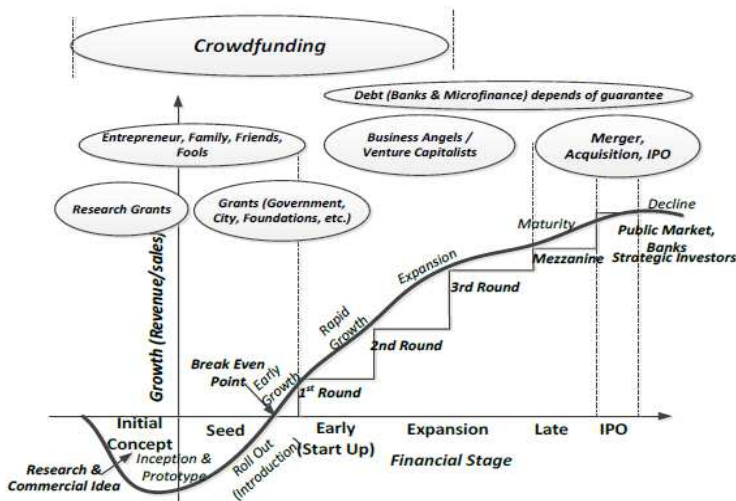 Crowdfunding
Debt (Banks & Microfinance) depends of guarantee
Entrepreneur, Family, Friends,
Fools
Business Angels /
Venture Capitalists
Merger,
Acquisition, IPO
Research Grants
Grants (Government,
City, Foundations, etc.)
Growth (Revenue/sales)
Decline
Maturity
Public Market,
Banks
Strategic Investors
Mezzanine
Expansion
3rd Round
Rapid
Growth
2nd Round
Break Even
Point
Early
Growth
1st Round
Initial
Concept
Seed
Early
(Start Up)
Expansion
Late
IPO
Financial Stage
Research &
Commercial Idea
Inception &
Prototype
Roll Out
(Introduction)